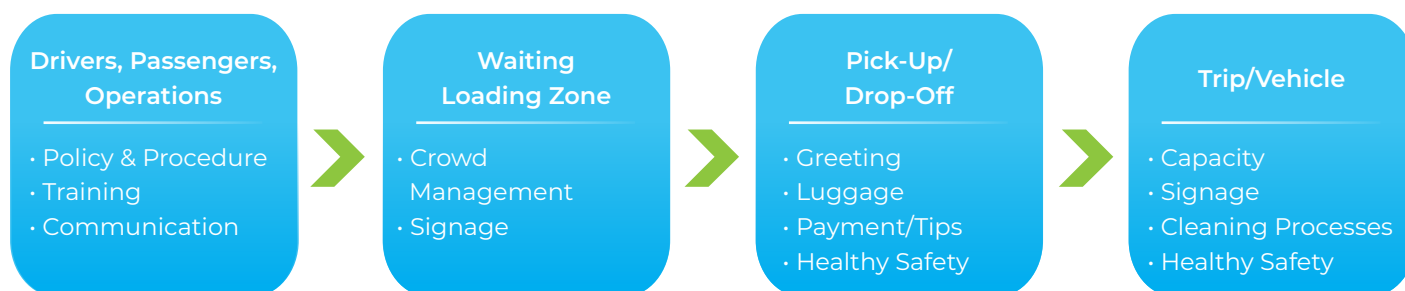 Drivers, Passengers,
Operations
· Policy & Procedure
· Training
· Communication
Waiting
Loading Zone
· Crowd
Management
· Signage
Pick-Up/
Drop-Off
· Greeting
· Luggage
· Payment/Tips
· Healthy Safety
Trip/Vehicle
· Capacity
· Signage
· Cleaning Processes
· Healthy Safety